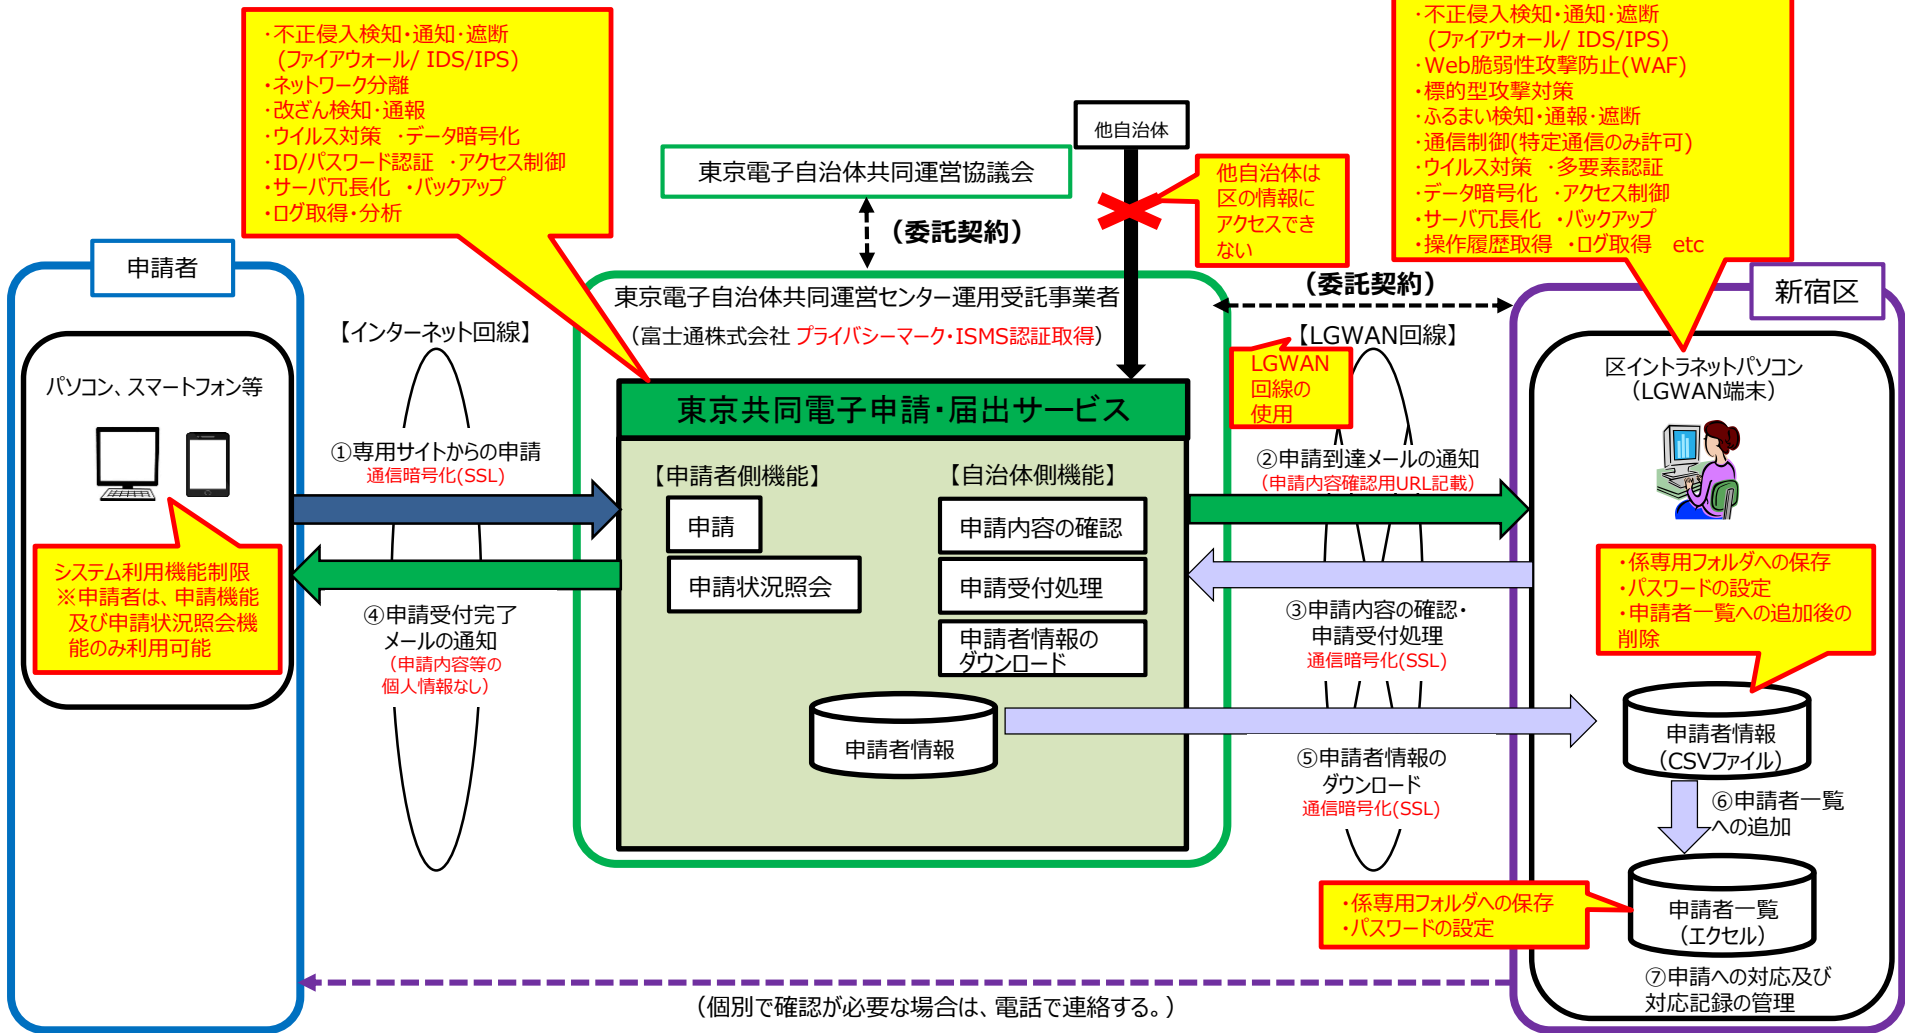 ・不正侵入検知・通知・遮断
(ファイアウォール/ IDS/IPS)
・ネットワーク分離
・改ざん検知・通報
・ウイルス対策 ・データ暗号化
・ID/パスワード認証 ・アクセス制御
・サーバ冗長化 ・バックアップ
・ログ取得・分析
・不正侵入検知・通知・遮断
(ファイアウォール/ IDS/IPS)
・Web脆弱性攻撃防止(WAF)
・標的型攻撃対策
・ふるまい検知・通報・遮断
・通信制御(特定通信のみ許可)
・ウイルス対策 ・多要素認証
・データ暗号化 ・アクセス制御
・サーバ冗長化 ・バックアップ
・操作履歴取得 ・ログ取得 etc
他自治体
東京電子自治体共同運営協議会
他自治体は
区の情報に
アクセスでき
ない
（委託契約）
（委託契約）
申請者
新宿区
東京電子自治体共同運営センター運用受託事業者
（富士通株式会社 プライバシーマーク・ISMS認証取得）
【インターネット回線】
【LGWAN回線】
LGWAN
回線の
使用
パソコン、スマートフォン等
区イントラネットパソコン
（LGWAN端末）
東京共同電子申請・届出サービス
①専用サイトからの申請
通信暗号化(SSL)
【申請者側機能】
申請
申請状況照会
【自治体側機能】
申請内容の確認
申請受付処理
申請者情報の
ダウンロード
②申請到達メールの通知
（申請内容確認用URL記載）
システム利用機能制限
※申請者は、申請機能
及び申請状況照会機
能のみ利用可能
④申請受付完了
メールの通知
（申請内容等の
個人情報なし）
③申請内容の確認・
申請受付処理
通信暗号化(SSL)
・係専用フォルダへの保存
・パスワードの設定
・申請者一覧への追加後の
削除
申請者情報
⑤申請者情報の
ダウンロード
通信暗号化(SSL)
申請者情報
（CSVファイル）
⑥申請者一覧
への追加
・係専用フォルダへの保存
・パスワードの設定
申請者一覧
（エクセル）
⑦申請への対応及び
対応記録の管理
（個別で確認が必要な場合は、電話で連絡する。）